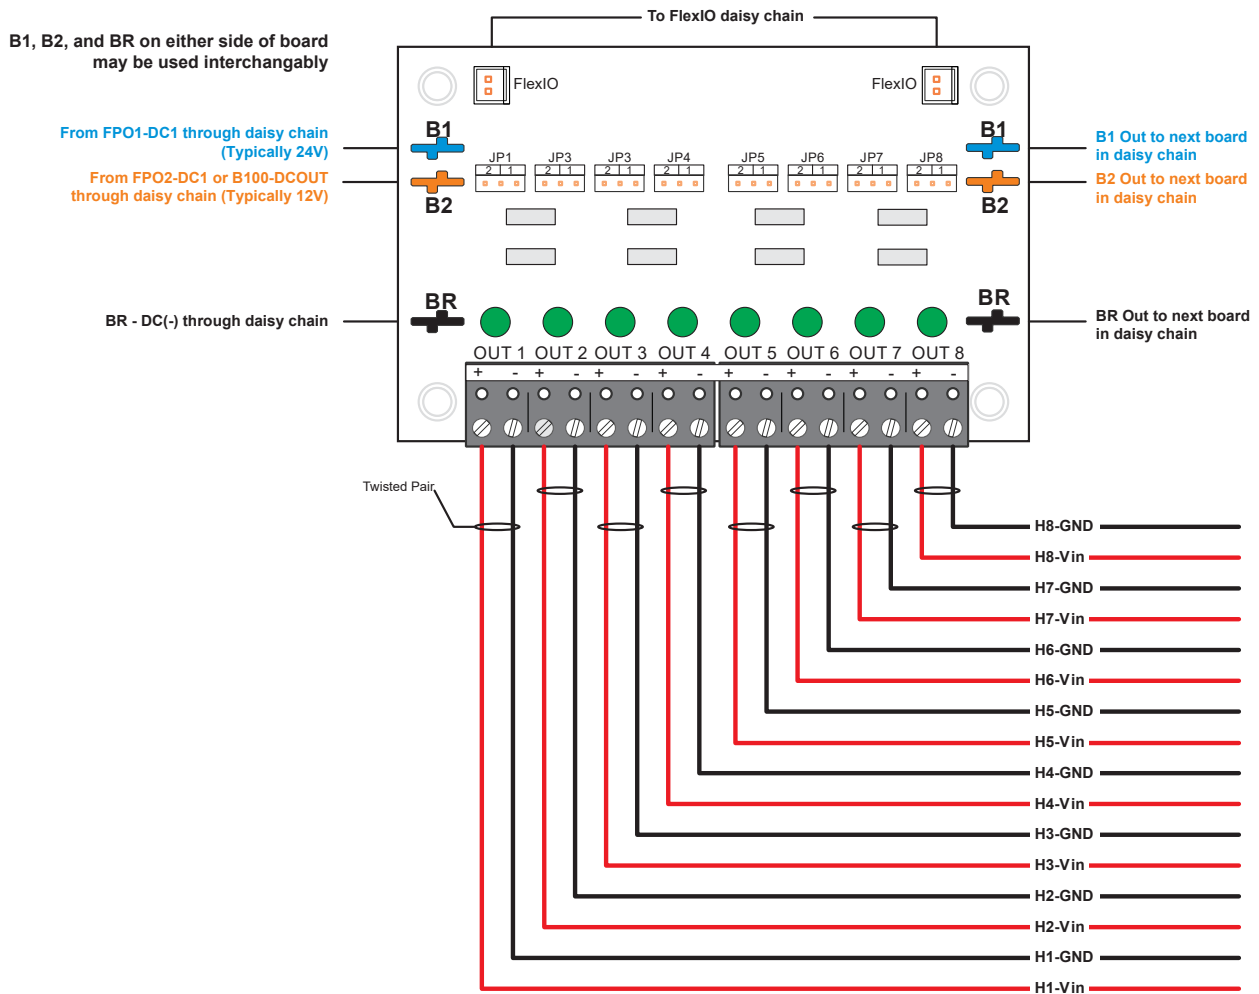 To FlexIO daisy chain
B1, B2, and BR on either side of board
may be used interchangably
FlexIO
FlexIO
From FPO1-DC1 through daisy chain
(Typically 24V)
B1
B1
B1 Out to next board
in daisy chain
From FPO2-DC1 or B100-DCOUT
through daisy chain (Typically 12V)
B2
B2
B2 Out to next board
in daisy chain
JP1 JP3 JP3 JP4 JP5 JP6 JP7 JP8
2 1 2 1 2 1 2 1 2 1 2 1 2 1 2 1
BR - DC(-) through daisy chain
BR
BR
BR Out to next board
in daisy chain
OUT 1 OUT 2 OUT 3 OUT 4 OUT 5 OUT 6 OUT 7 OUT 8
+ - + - + - + - + - + - + - + -
Twisted Pair
H8-GND
H8-Vin
H7-GND
H7-Vin
H6-GND
H6-Vin
H5-GND
H5-Vin
H4-GND
H4-Vin
H3-GND
H3-Vin
H2-GND
H2-Vin
H1-GND
H1-Vin